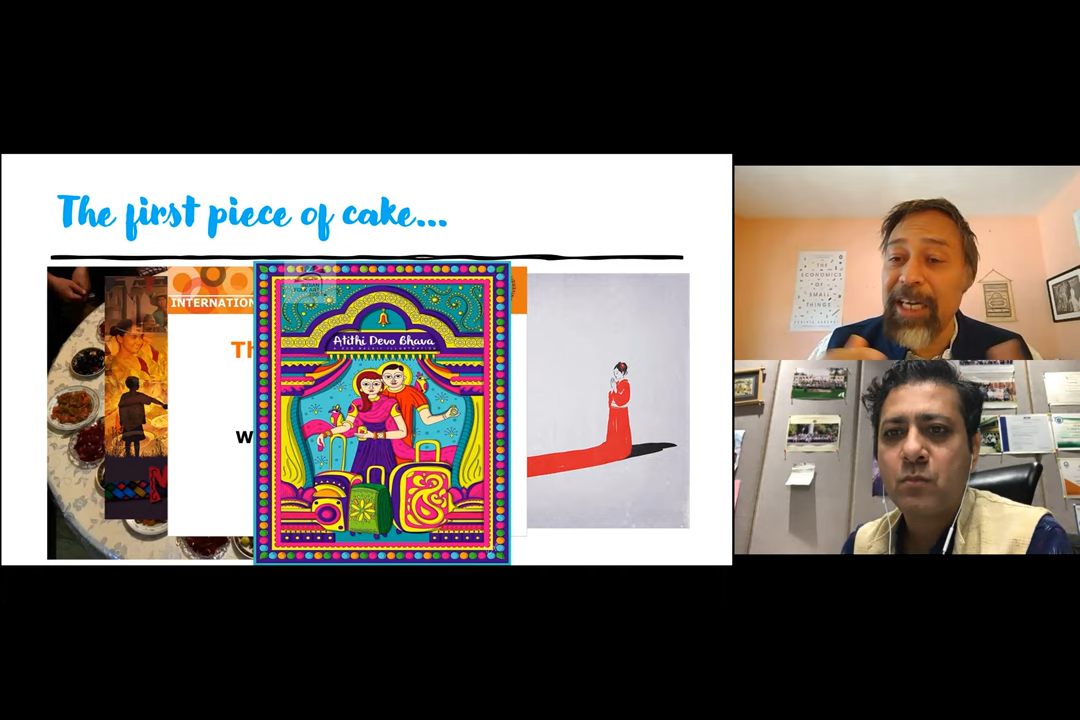 The first piece of cake...
INTERNATION
Th
W
Atithi Devo Bhava
THE
ECONOMICS
OF
SMALL
THINGS